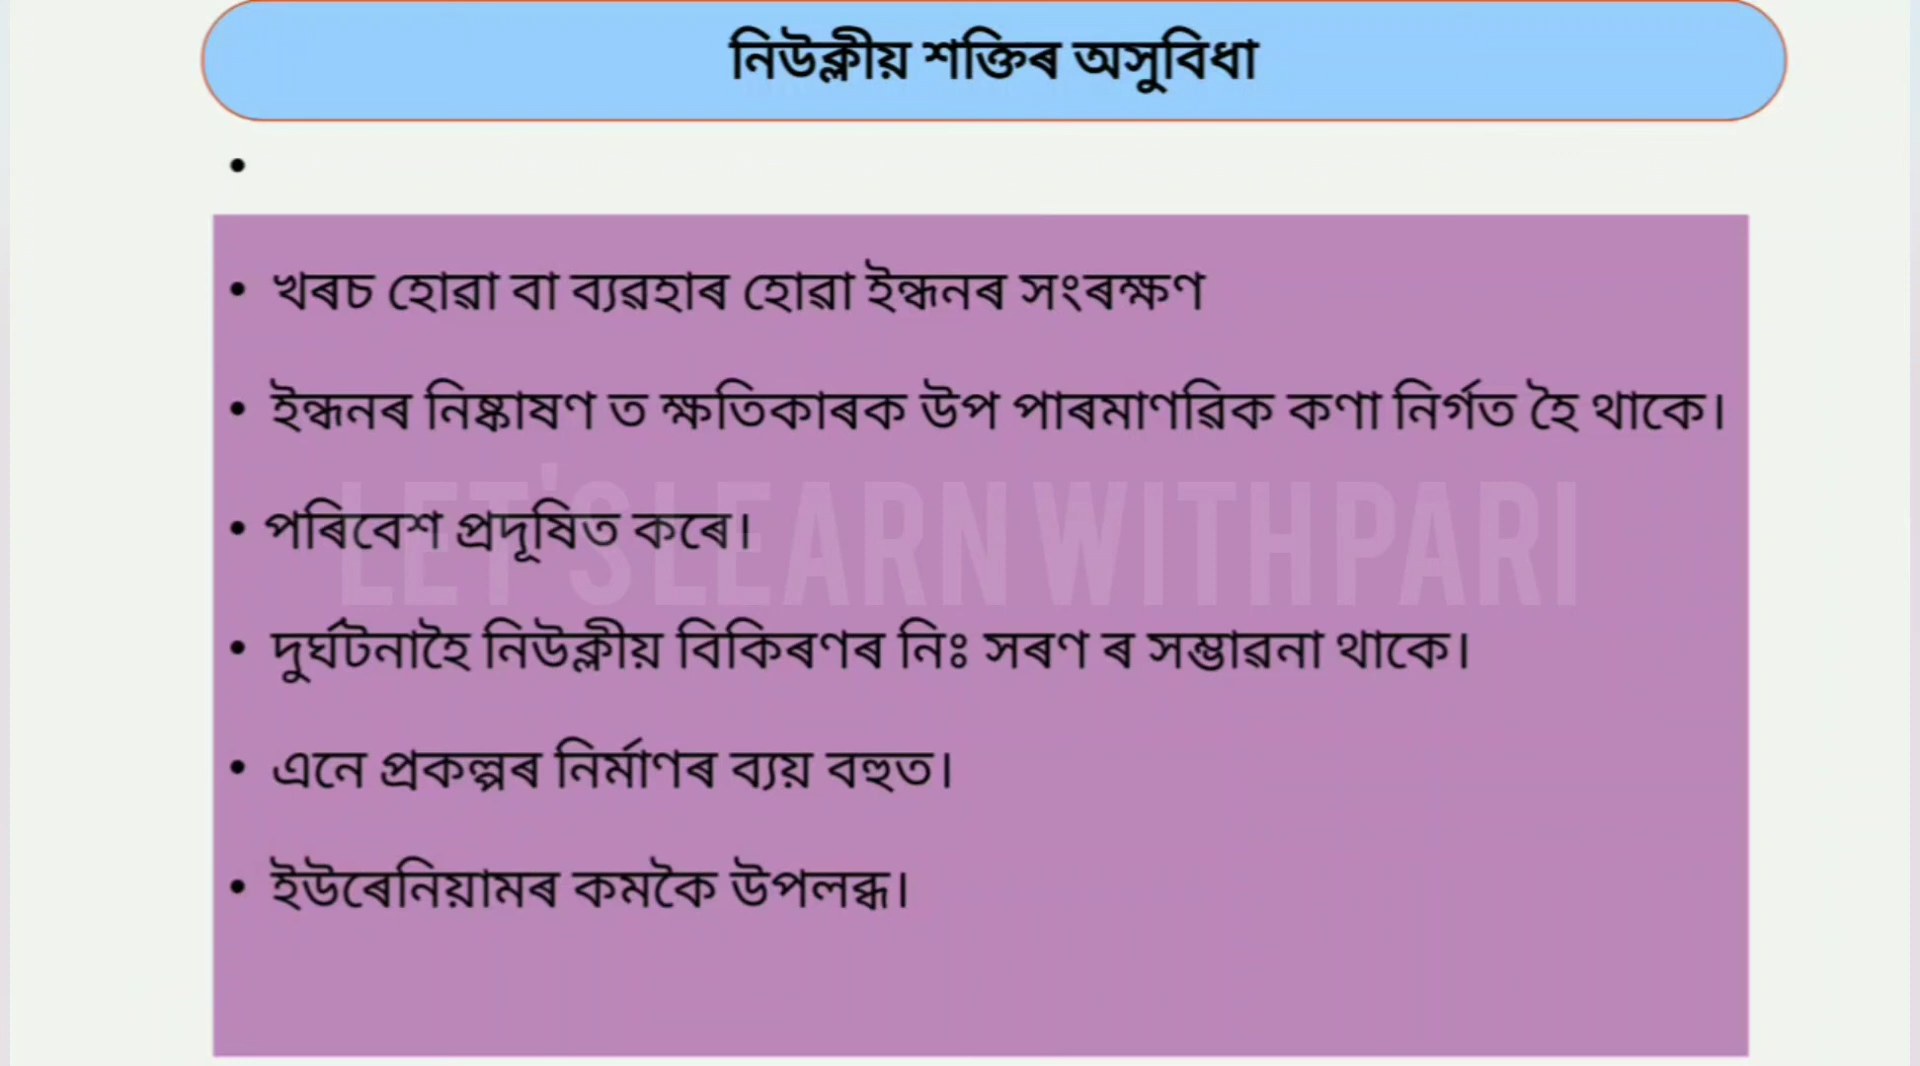 নিউক্লীয় শক্তিৰ অসুবিধা
•
• খৰচ হোৱা বা ব্যৱহাৰ হোৱা ইন্ধনৰ সংৰক্ষণ
• ইন্ধনৰ নিষ্কাষণ ত ক্ষতিকাৰক উপ পাৰমাণৱিক কণা নিৰ্গত হৈ থাকে।
• পৰিবেশ প্ৰদূষিত কৰে।
LET'S LEARN WITH PARI
• দুৰ্ঘটনাহৈ নিউক্লীয় বিকিৰণৰ নিঃ সৰণ ৰ সম্ভাৱনা থাকে।
• এনে প্ৰকল্পৰ নিৰ্মাণৰ ব্যয় বহুত।
• ইউৰেনিয়ামৰ কমকৈ উপলব্ধ।